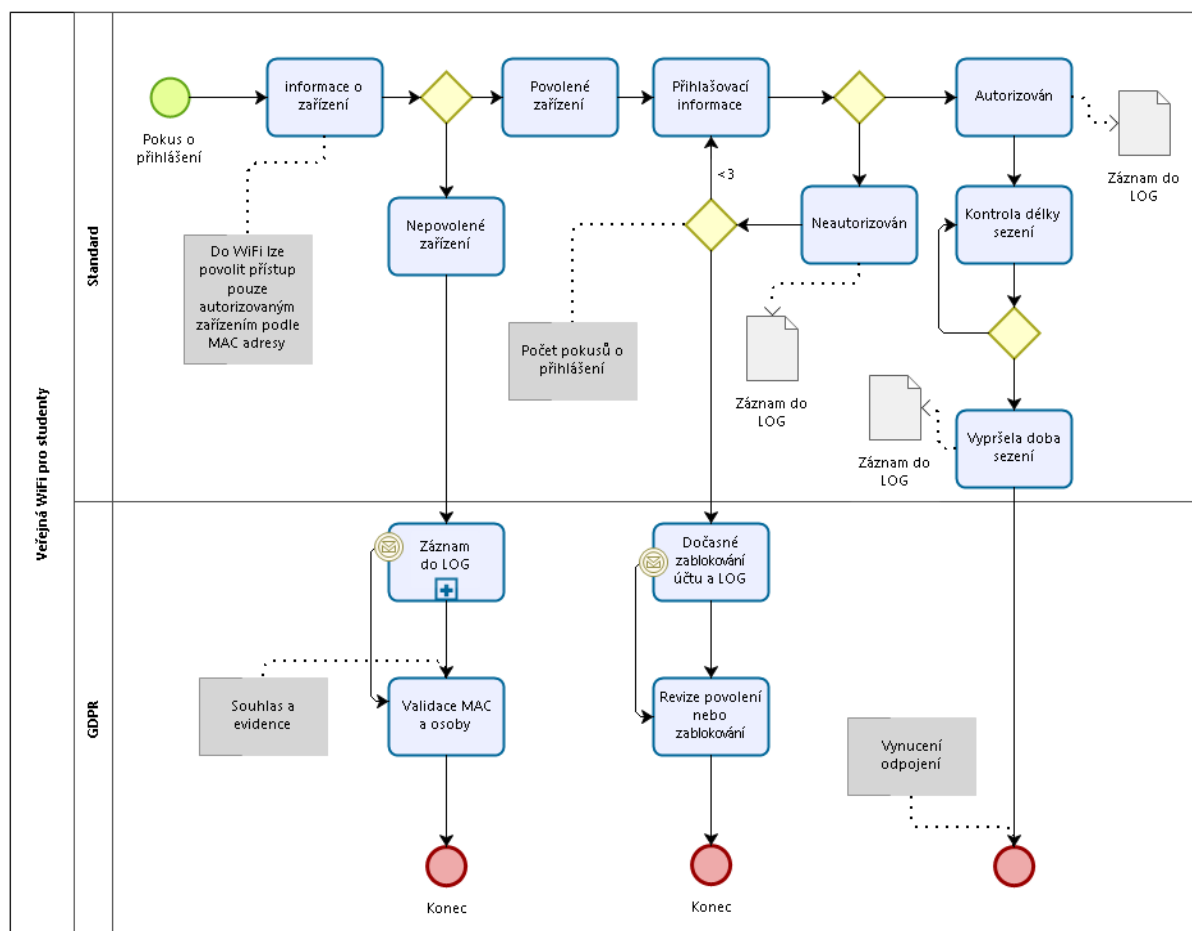 Veřejná WiFi pro studenty
Standard
GDPR
Pokus o
přihlášení
informace o
zařízení
Povolené
zařízení
Přihlašovací
informace
Autorizován
Záznam do
LOG
Do WiFi lze
povolit přístup
pouze
autorizovaným
zařízením podle
MAC adresy
Nepovolené
zařízení
<3
Neautorizován
Kontrola délky
sezení
Počet pokusů o
přihlášení
Záznam do
LOG
Záznam do
LOG
Vypršela doba
sezení
Záznam
do LOG
Dočasné
zablokování
účtu a LOG
Souhlas a
evidence
Validace MAC
a osoby
Revize povolení
nebo
zablokování
Vynucení
odpojení
Konec
Konec